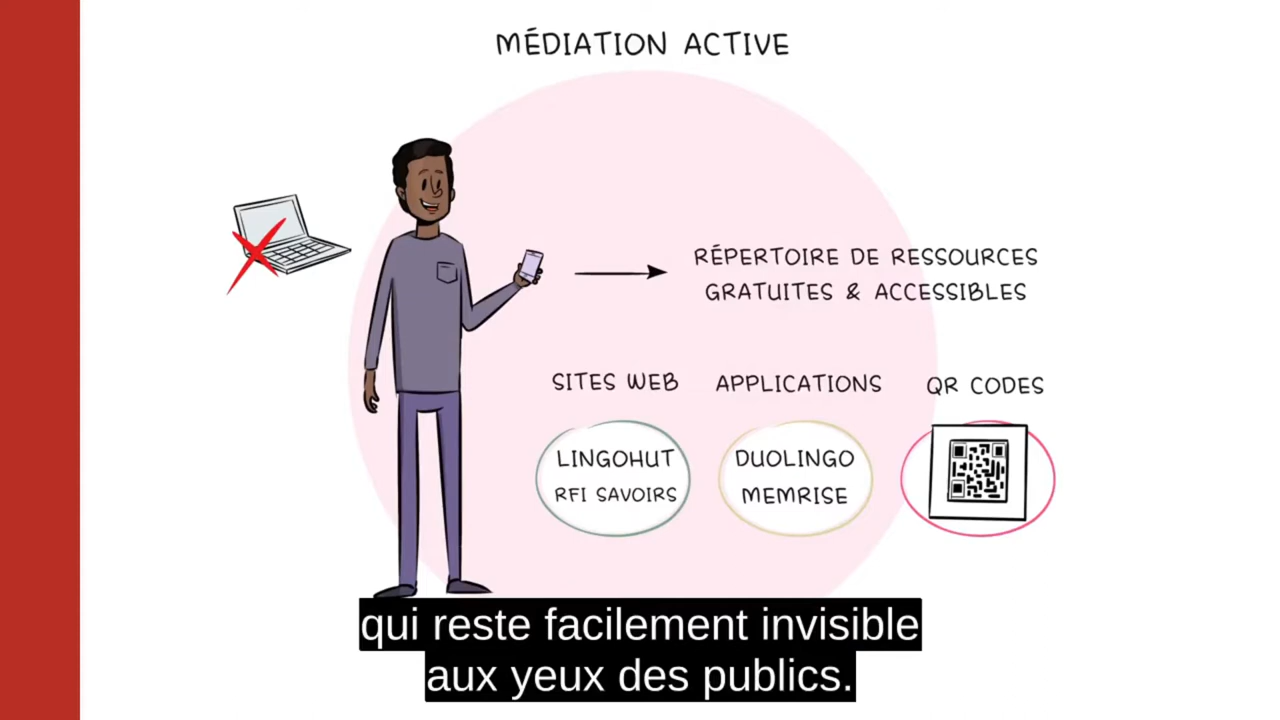 MÉDIATION ACTIVE
RÉPERTOIRE DE RESSOURCES
GRATUITES & ACCESSIBLES
SITES WEB
APPLICATIONS
QR CODES
LINGOHUT
RFI SAVOIRS
DUOLINGO
MEMRISE
qui reste facilement invisible
aux yeux des publics.